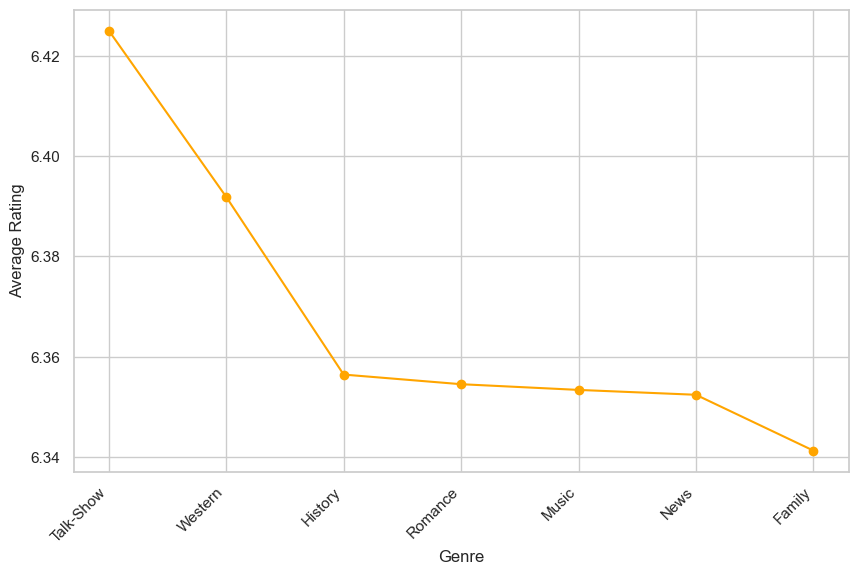 6.42
6.40
6.38
6.36
6.34
Average Rating
Talk-Show
Western
History
Romance
Music
News
Family
Genre